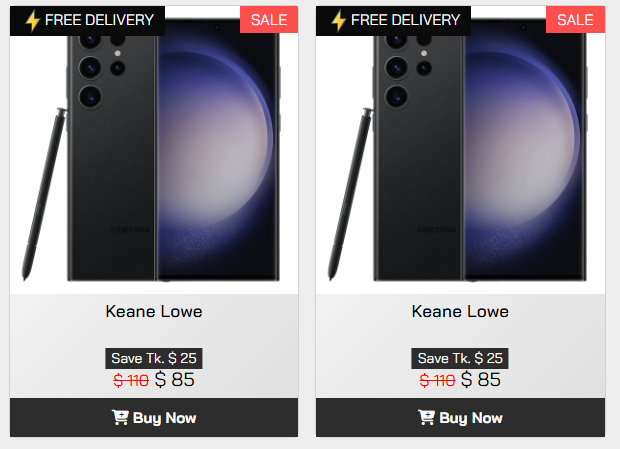 ⚡ FREE DELIVERY
SALE
⚡ FREE DELIVERY
SALE
SAMSUNG
SAMSUNG
Keane Lowe
Keane Lowe
Save Tk. $ 25
Save Tk. $ 25
$ 110 $ 85
$ 110 $ 85
Buy Now
Buy Now